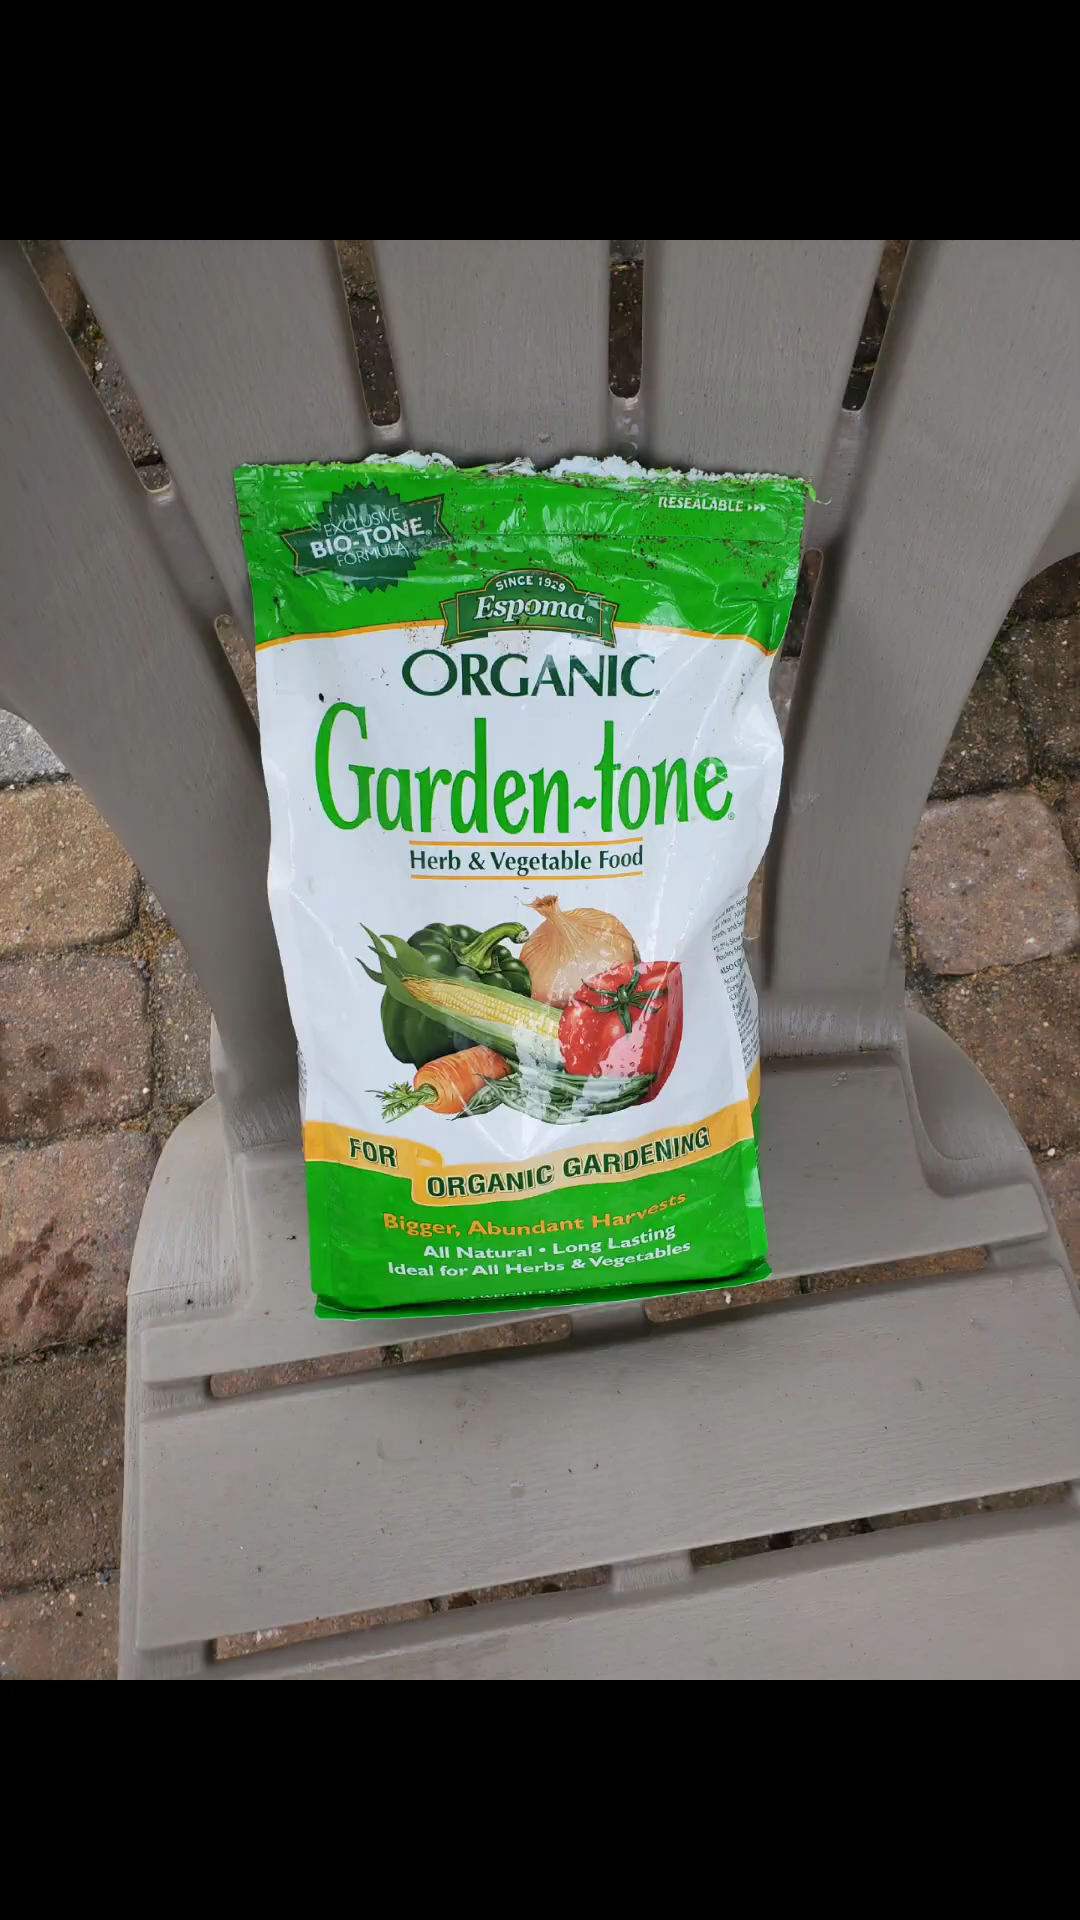 RESEALABLE
EXCLUSIVE
BIO-TONE®
FORMULA
SINCE 1929
Espoma®
ORGANIC
Garden-tone®
Herb & Vegetable Food
FOR
ORGANIC GARDENING
Bigger, Abundant Harvests
All Natural • Long Lasting
Ideal for All Herbs & Vegetables